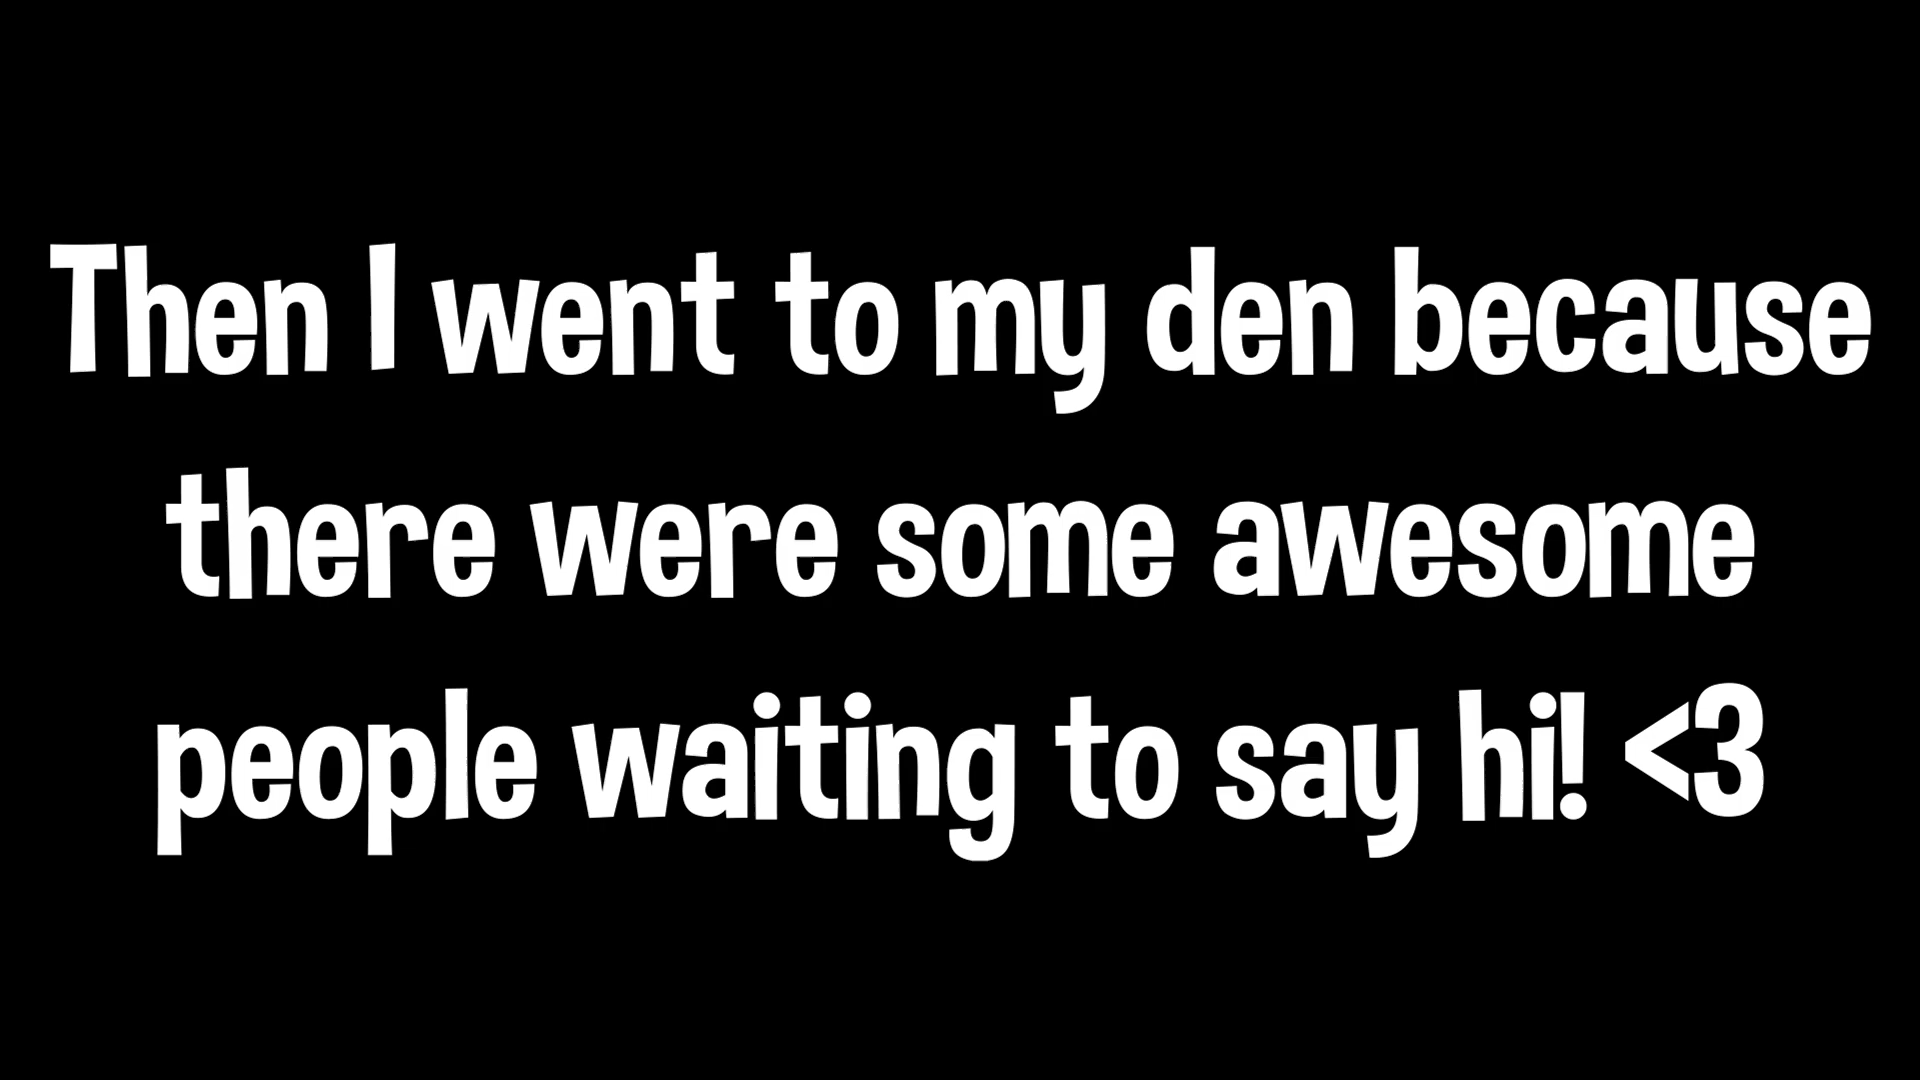 Then I went to my den because
there were some awesome
people waiting to say hi! <3